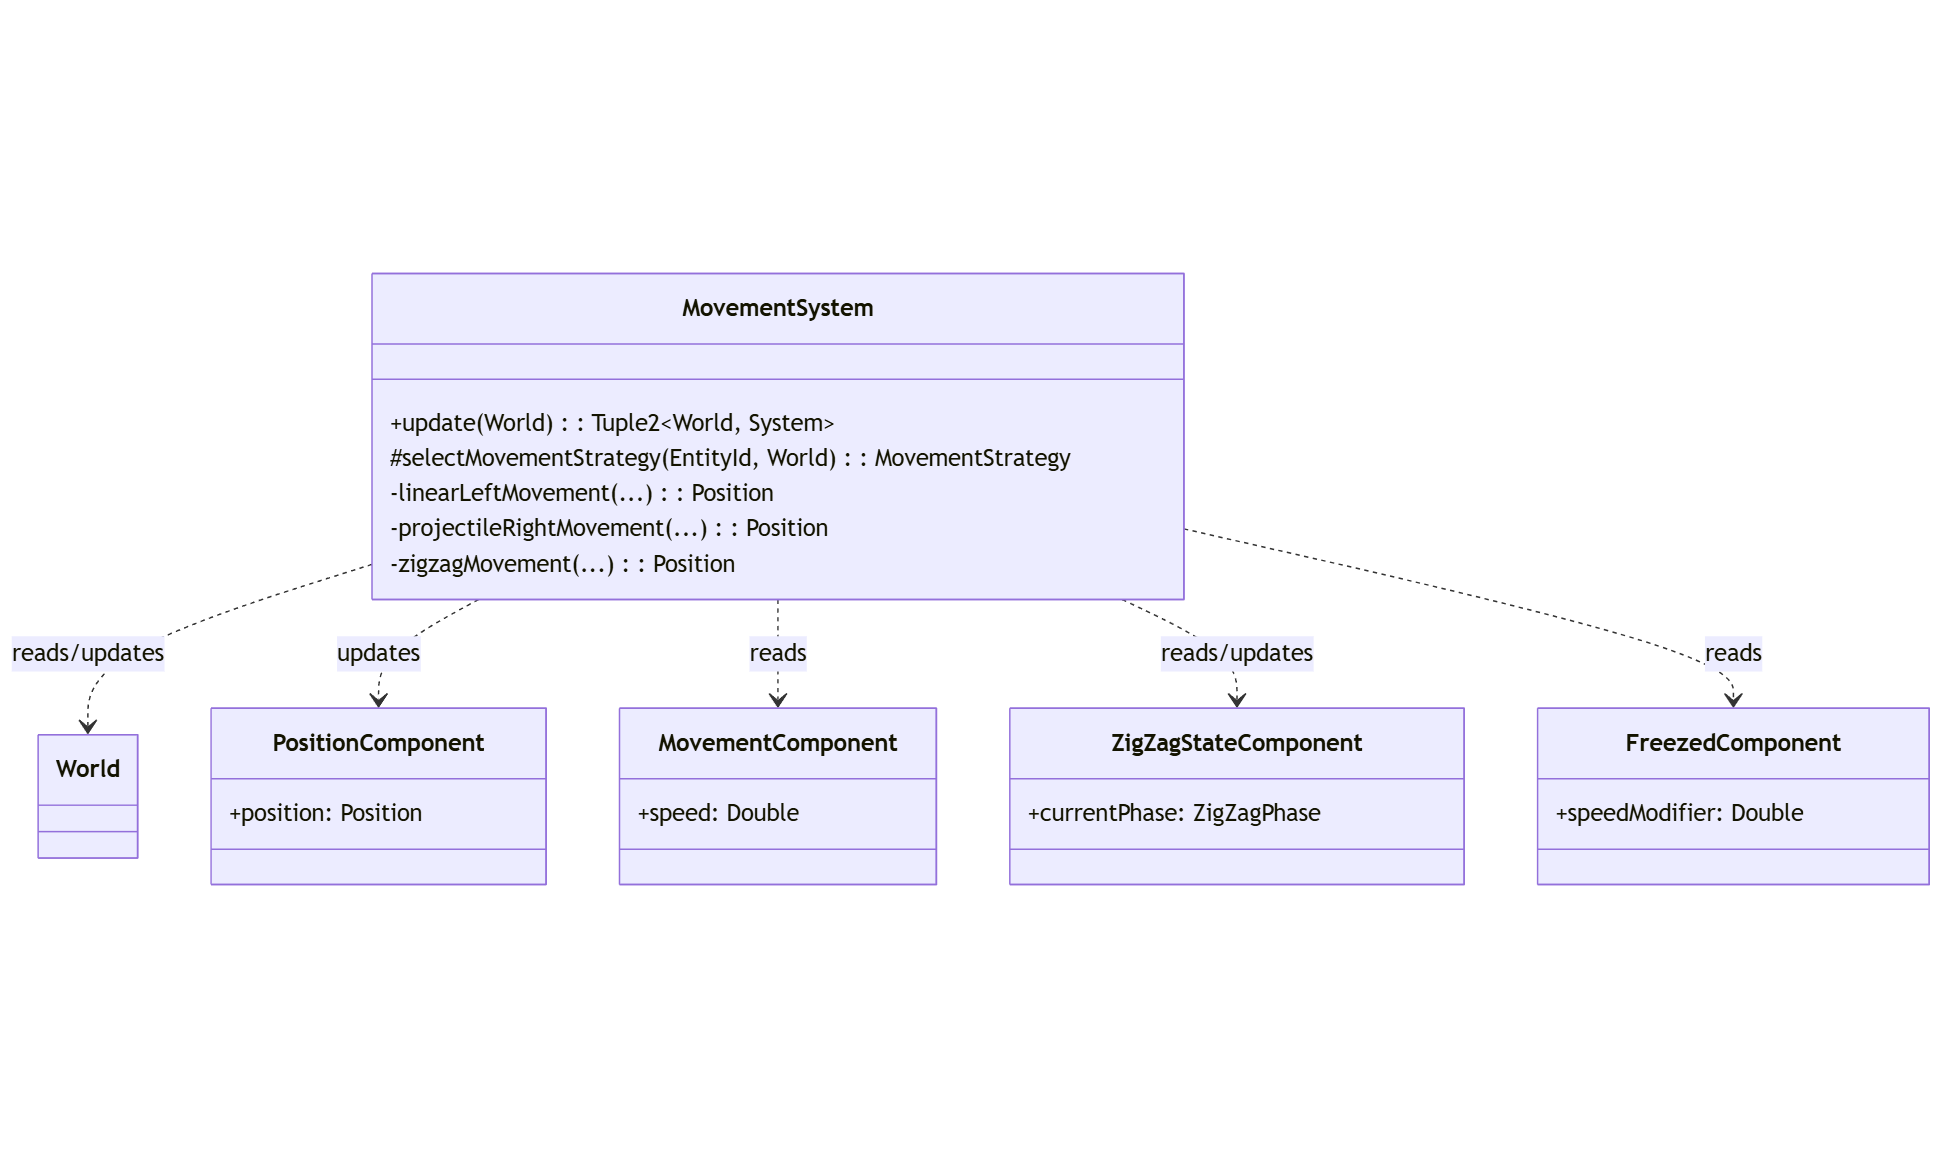 MovementSystem
+update(World) : : Tuple2<World, System>
#selectMovementStrategy(EntityId, World) : : MovementStrategy
-linearLeftMovement(...) : : Position
-projectileRightMovement(...) : : Position
-zigzagMovement(...) : : Position
reads/updates
updates
reads
reads/updates
reads
World
PositionComponent
+position: Position
MovementComponent
+speed: Double
ZigZagStateComponent
+currentPhase: ZigZagPhase
FreezedComponent
+speedModifier: Double